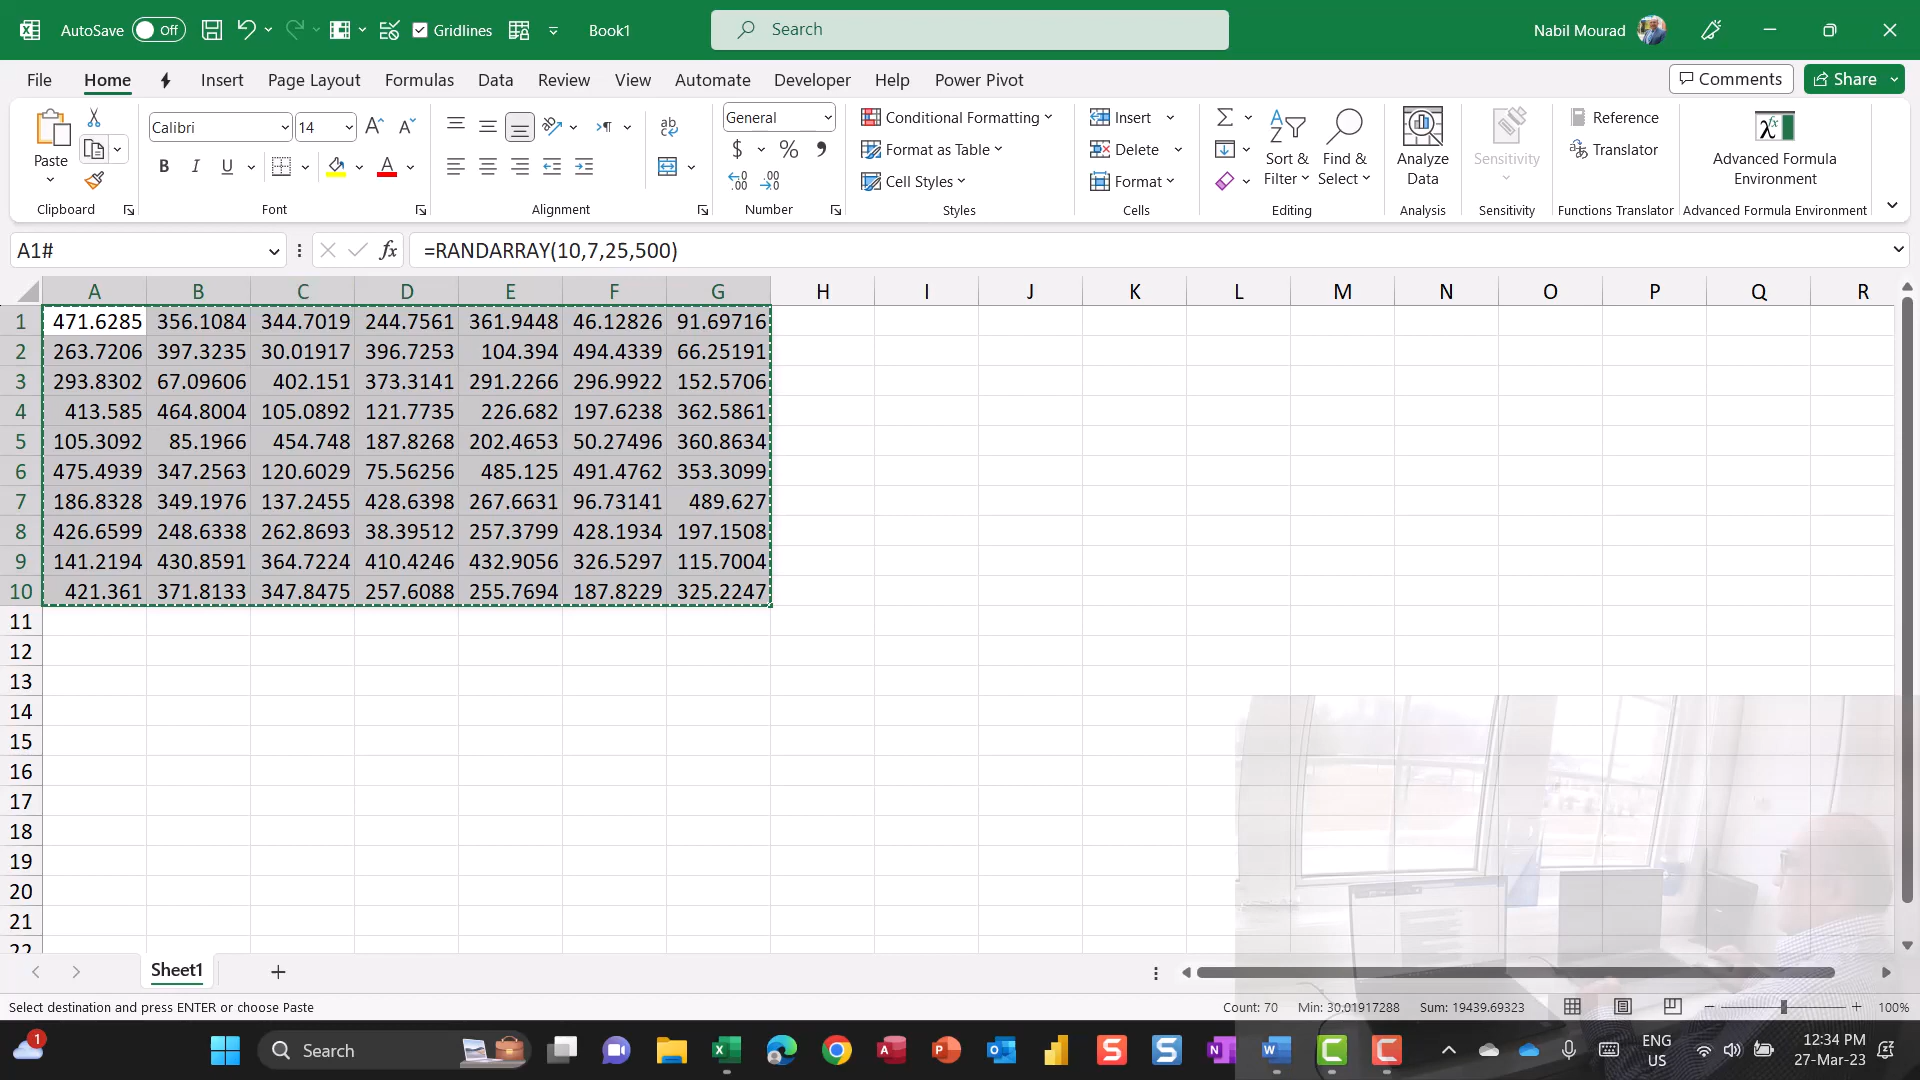 AutoSave Off Gridlines Book1 Search Nabil Mourad
File Home Insert Page Layout Formulas Data Review View Automate Developer Help Power Pivot Comments Share
Paste
Clipboard
Calibri 14
Font
Alignment
General
Number
Conditional Formatting
Format as Table
Cell Styles
Styles
Insert
Delete
Format
Cells
Sort & Filter
Find & Select
Editing
Analyze Data
Analysis
Sensitivity
Sensitivity
Reference
Translator
Functions Translator
Advanced Formula Environment
Advanced Formula Environment
A1# fx =RANDARRAY(10,7,25,500)
A B C D E F G H I J K L M N O P Q R
1 471.6285 356.1084 344.7019 244.7561 361.9448 46.12826 91.69716
2 263.7206 397.3235 30.01917 396.7253 104.394 494.4339 66.25191
3 293.8302 67.09606 402.151 373.3141 291.2266 296.9922 152.5706
4 413.585 464.8004 105.0892 121.7735 226.682 197.6238 362.5861
5 105.3092 85.1966 454.748 187.8268 202.4653 50.27496 360.8634
6 475.4939 347.2563 120.6029 75.56256 485.125 491.4762 353.3099
7 186.8328 349.1976 137.2455 428.6398 267.6631 96.73141 489.627
8 426.6599 248.6338 262.8693 38.39512 257.3799 428.1934 197.1508
9 141.2194 430.8591 364.7224 410.4246 432.9056 326.5297 115.7004
10 421.361 371.8133 347.8475 257.6088 255.7694 187.8229 325.2247
11
12
13
14
15
16
17
18
19
20
21
22
Sheet1
Select destination and press ENTER or choose Paste Count: 70 Min: 30.01917288 Sum: 19439.69323 100%
1 Search ENG US 12:34 PM 27-Mar-23